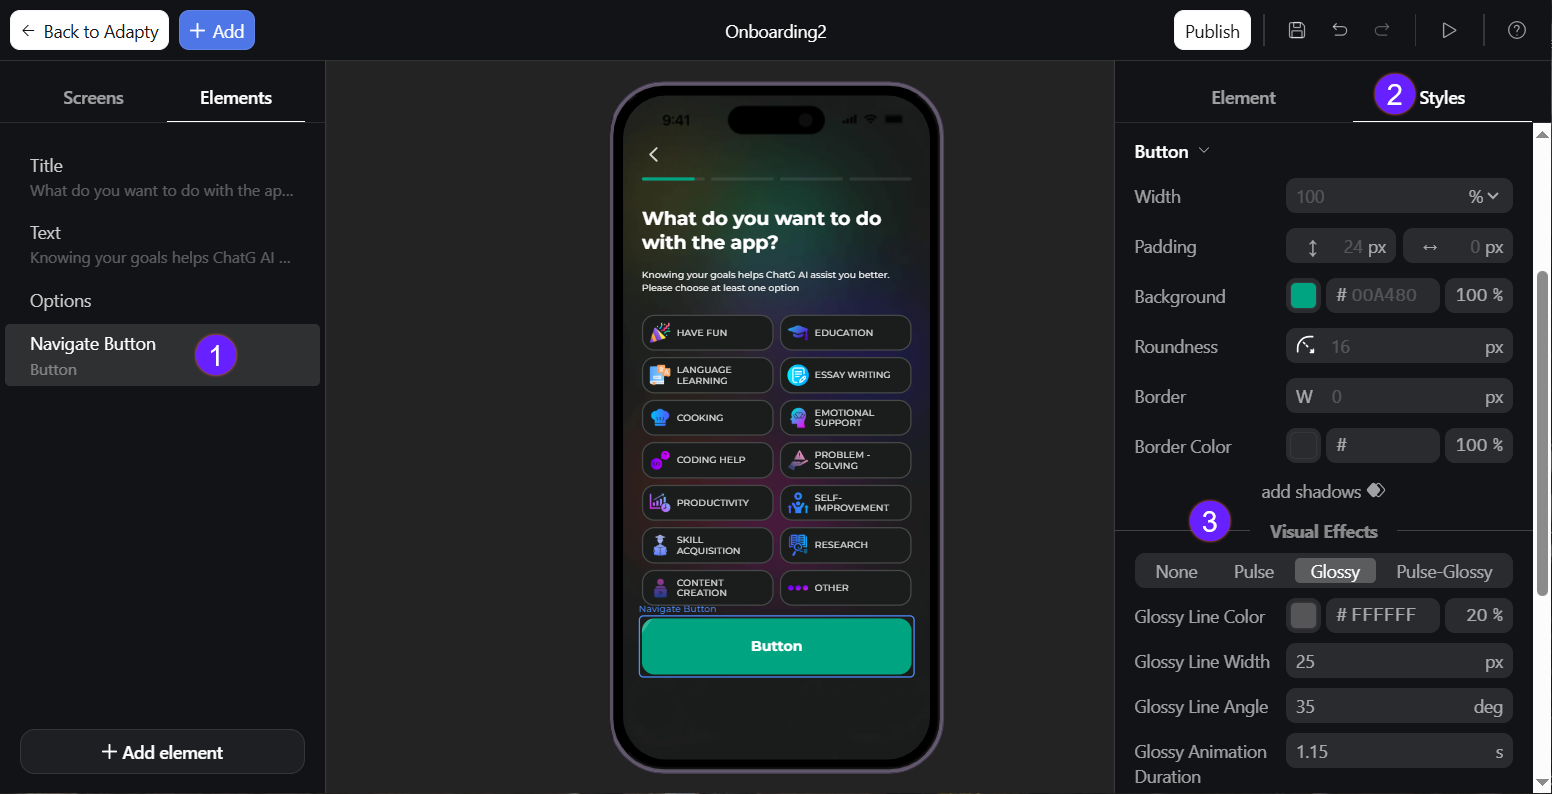 Back to Adapty
Add
Onboarding2
Publish
Screens
Elements
Title
What do you want to do with the ap...
Text
Knowing your goals helps ChatG AI ...
Options
Navigate Button
Button
1
Add element
9:41
What do you want to do
with the app?
Knowing your goals helps ChatG AI assist you better.
Please choose at least one option
HAVE FUN
EDUCATION
LANGUAGE
LEARNING
ESSAY WRITING
COOKING
EMOTIONAL
SUPPORT
CODING HELP
PROBLEM -
SOLVING
PRODUCTIVITY
SELF-
IMPROVEMENT
SKILL
ACQUISITION
RESEARCH
CONTENT
CREATION
OTHER
Navigate Button
Button
Element
2 Styles
Button
Width 100 %
Padding 24 px 0 px
Background # 00A480 100 %
Roundness 16 px
Border W 0 px
Border Color # 100 %
add shadows
3 Visual Effects
None Pulse Glossy Pulse-Glossy
Glossy Line Color # FFFFFF 20 %
Glossy Line Width 25 px
Glossy Line Angle 35 deg
Glossy Animation
Duration
1.15 s